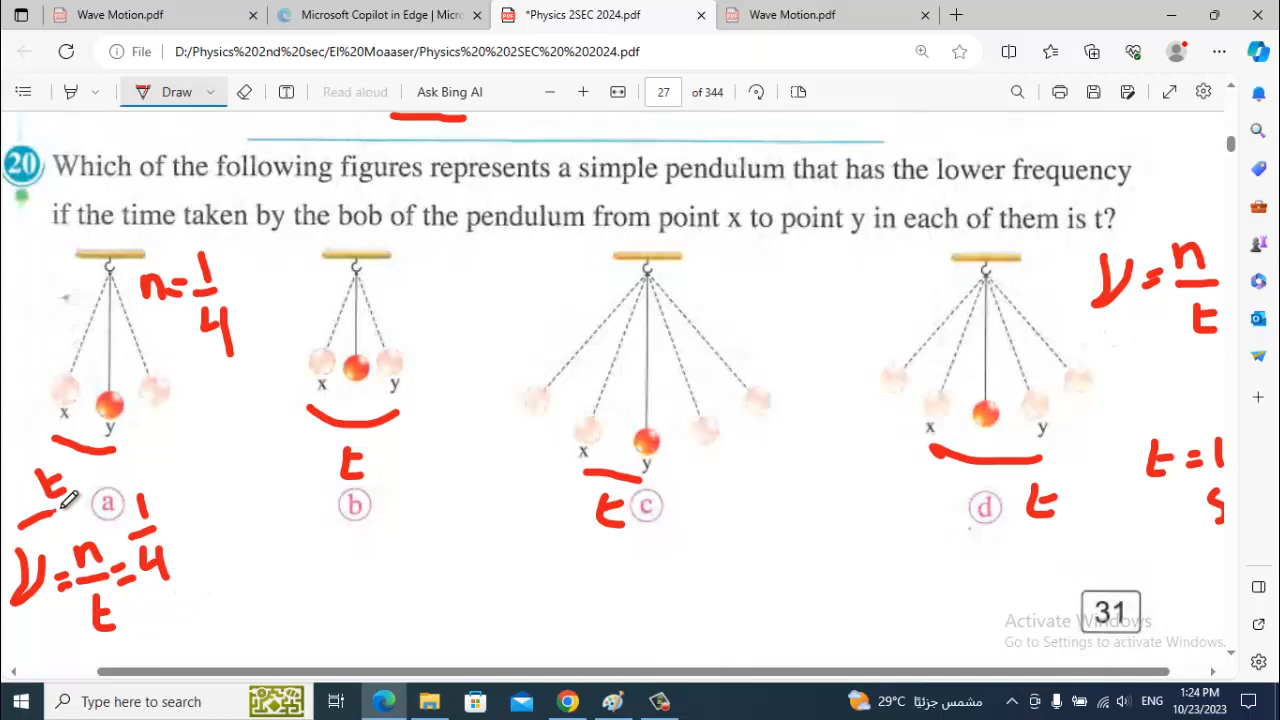 Wave Motion.pdf
Microsoft Copilot in Edge | Micro
*Physics 2SEC 2024.pdf
Wave Motion.pdf
File
D:/Physics%202nd%20sec/El%20Moaaser/Physics%20%202SEC%20%202024.pdf
Draw
Read aloud
Ask Bing AI
27
of 344
20 Which of the following figures represents a simple pendulum that has the lower frequency
if the time taken by the bob of the pendulum from point x to point y in each of them is t?
n = 1/4
ν = n/t
x
y
x
y
x
y
x
y
t
t
t
t
t = 1
a
b
c
d
ν = n/t = 1/4
31
Activate Windows
Go to Settings to activate Windows.
Type here to search
29°C مشمس جزئيًا
ENG
1:24 PM
10/23/2023